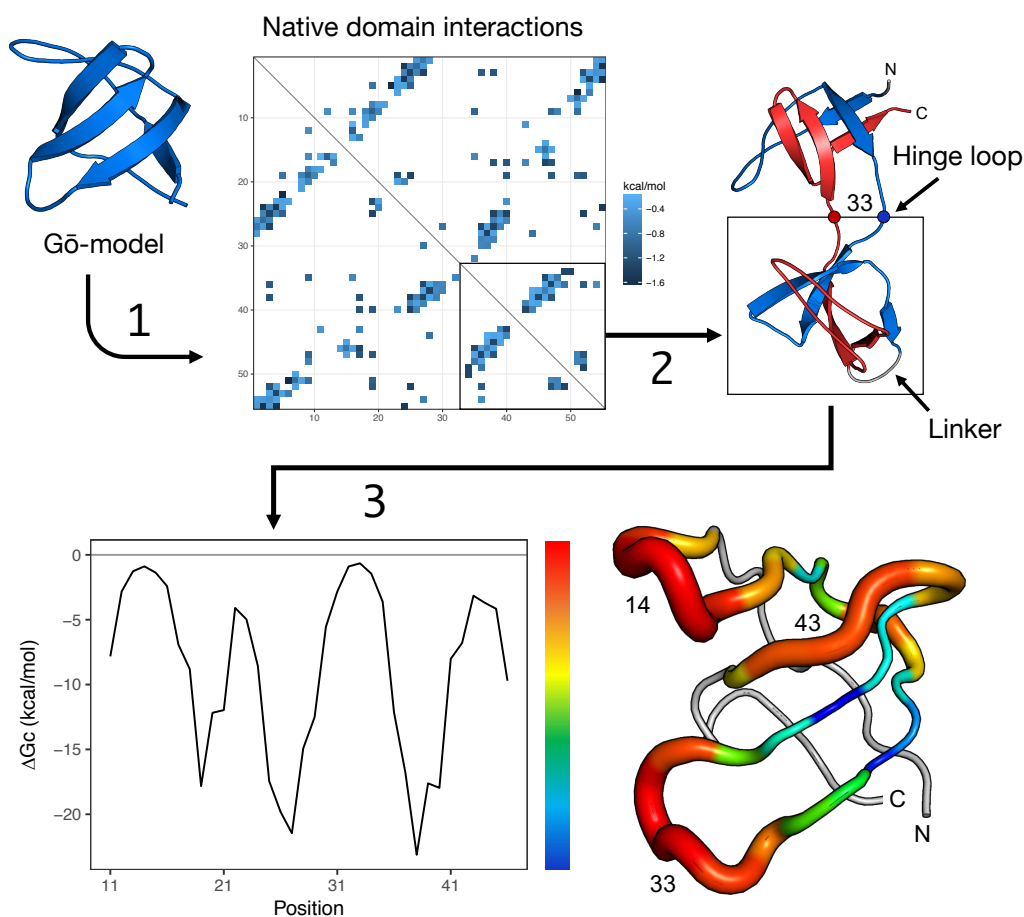 Native domain interactions
Gō-model
1
10
20
30
40
50
10
20
30
40
50
kcal/mol
−0.4
−0.8
−1.2
−1.6
2
N
C
Hinge loop
33
Linker
3
0
−5
−10
−15
−20
ΔGc (kcal/mol)
11
21
31
41
Position
14
43
33
C
N